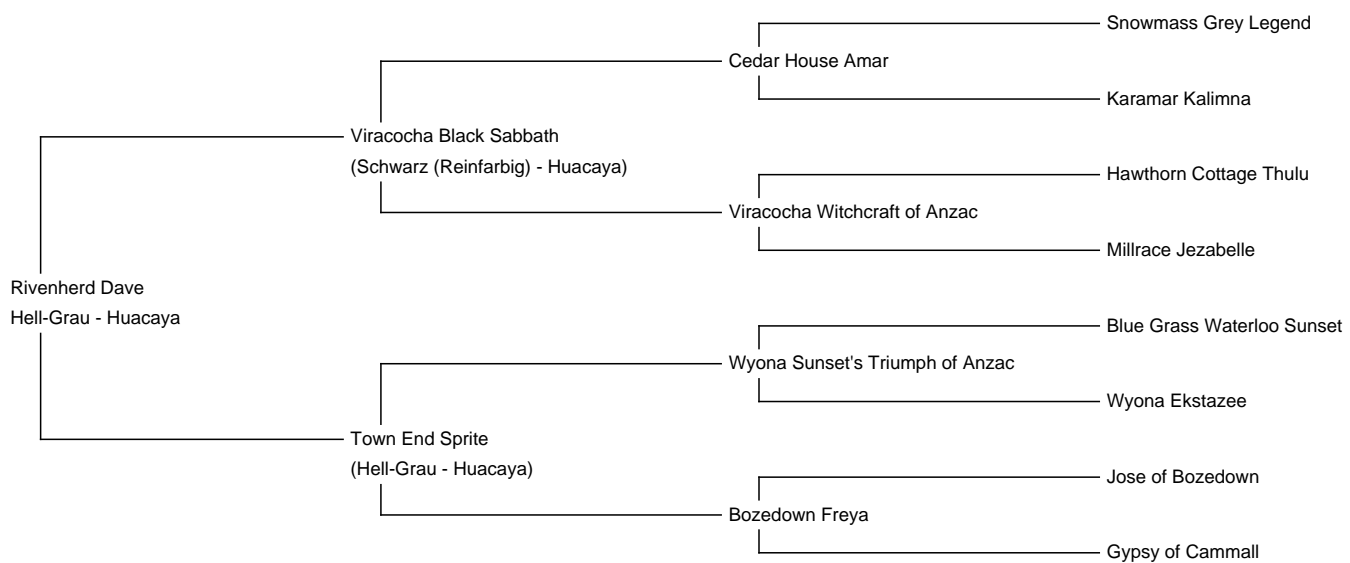 Snowmass Grey Legend
Cedar House Amar
Karamar Kalimna
Viracocha Black Sabbath
(Schwarz (Reinfarbig) - Huacaya)
Hawthorn Cottage Thulu
Viracocha Witchcraft of Anzac
Millrace Jezabelle
Rivenherd Dave
Hell-Grau - Huacaya
Blue Grass Waterloo Sunset
Wyona Sunset's Triumph of Anzac
Wyona Ekstazee
Town End Sprite
(Hell-Grau - Huacaya)
Jose of Bozedown
Bozedown Freya
Gypsy of Cammall